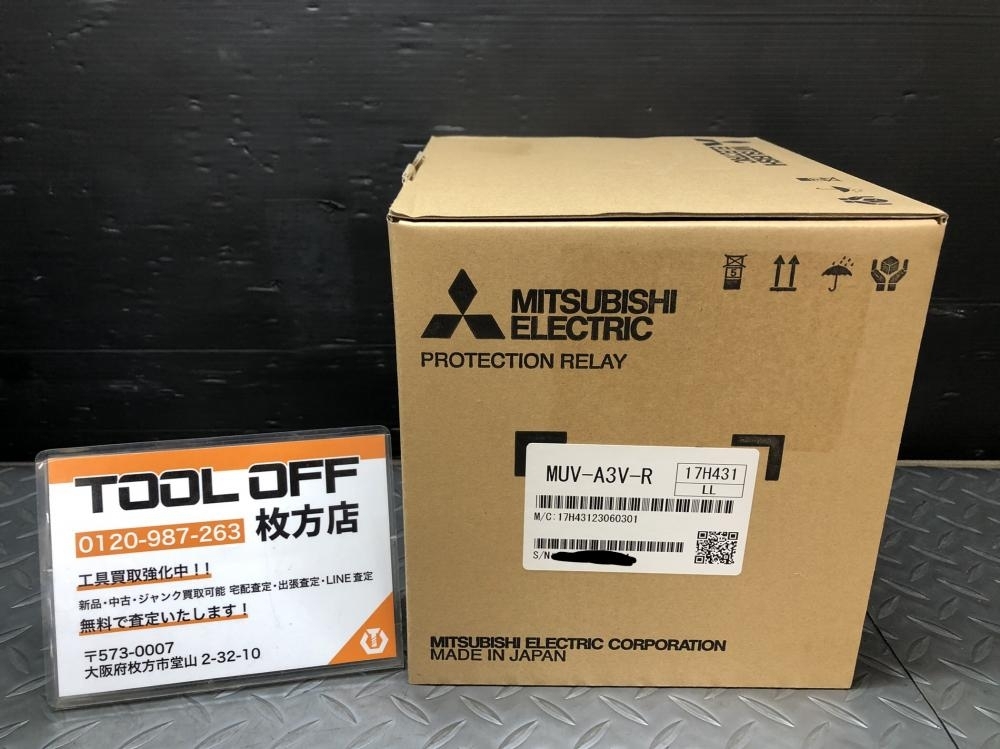 MITSUBISHI
ELECTRIC
5
MITSUBISHI
ELECTRIC
PROTECTION RELAY
MUV-A3V-R
17H431
LL
M/C:17H43123060301
S/N
MITSUBISHI ELECTRIC CORPORATION
MADE IN JAPAN
TOOL OFF
0120-987-263 枚方店
工具買取強化中!!
新品・中古・ジャンク買取可能 宅配査定・出張査定・LINE査定
無料で査定いたします!
〒573-0007
大阪府枚方市堂山 2-32-10